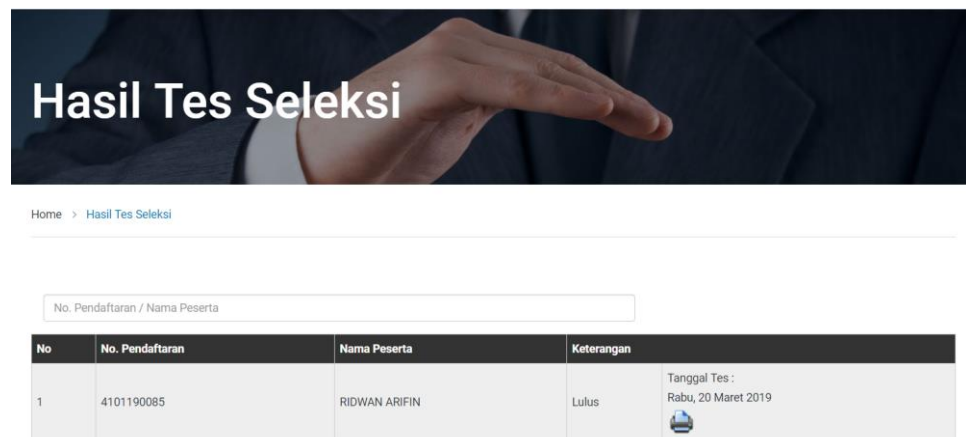 Hasil Tes Seleksi
Home > Hasil Tes Seleksi
No. Pendaftaran / Nama Peserta
No No. Pendaftaran Nama Peserta Keterangan
1 4101190085 RIDWAN ARIFIN Lulus Tanggal Tes :
Rabu, 20 Maret 2019